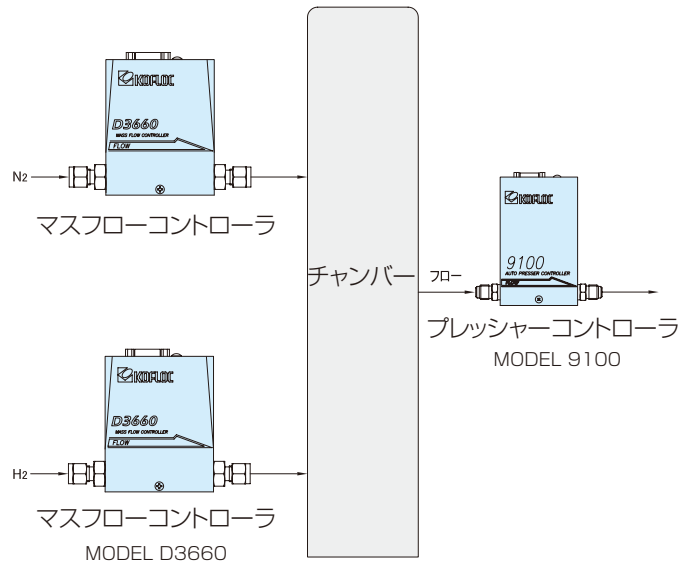 KOFLOC
D3660
MASS FLOW CONTROLLER
FLOW
N2
マスフローコントローラ
チャンバー
フロー
KOFLOC
9100
AUTO PRESSER CONTROLLER
FLOW
プレッシャーコントローラ
MODEL 9100
KOFLOC
D3660
MASS FLOW CONTROLLER
FLOW
H2
マスフローコントローラ
MODEL D3660